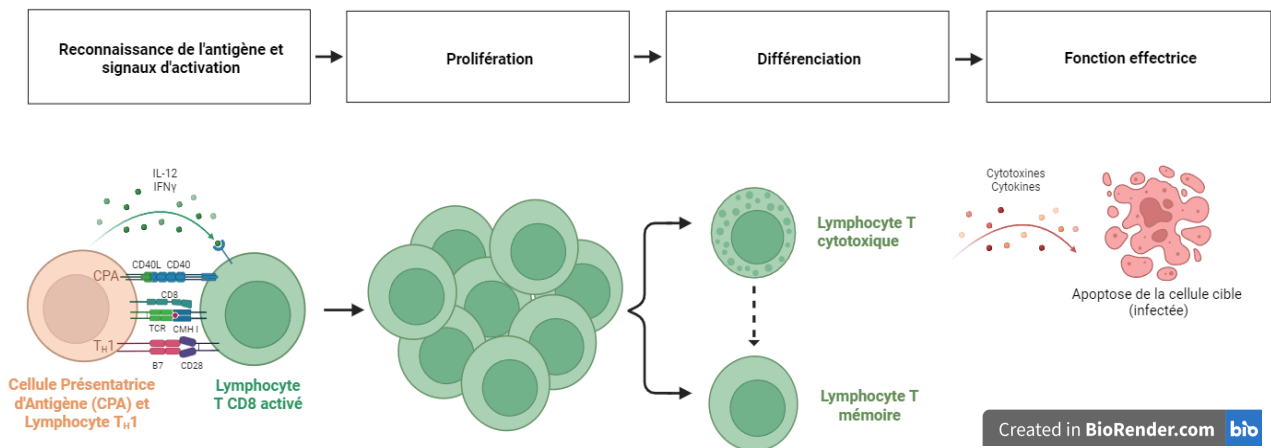 Reconnaissance de l'antigène et
signaux d'activation
Prolifération
Différenciation
Fonction effectrice
IL-12
IFNγ
CPA
CD40L CD40
CD8
TCR CMH I
TH1
B7 CD28
Cellule Présentatrice
d'Antigène (CPA) et
Lymphocyte TH1
Lymphocyte
T CD8 activé
Lymphocyte T
cytotoxique
Lymphocyte T
mémoire
Cytotoxines
Cytokines
Apoptose de la cellule cible
(infectée)
Created in BioRender.com bio